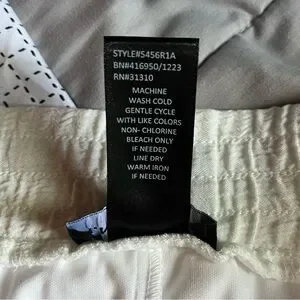 STYLE#5456R1A
BN#416950/1223
RN#31310
MACHINE
WASH COLD
GENTLE CYCLE
WITH LIKE COLORS
NON- CHLORINE
BLEACH ONLY
IF NEEDED
LINE DRY
WARM IRON
IF NEEDED